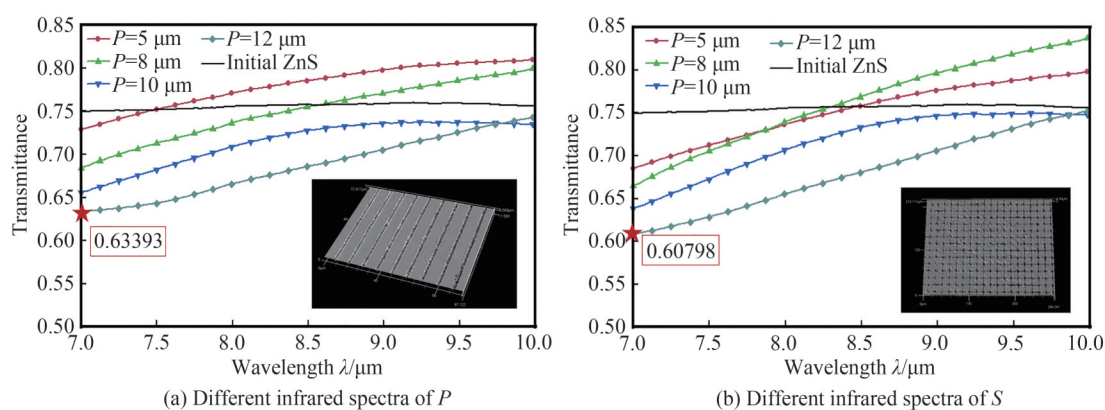 0.85
0.80
0.75
0.70
0.65
0.60
0.55
0.50
Transmittance
P=5 μm
P=12 μm
P=8 μm
Initial ZnS
P=10 μm
0.63393
7.0 7.5 8.0 8.5 9.0 9.5 10.0
Wavelength λ/μm
(a) Different infrared spectra of P
0.85
0.80
0.75
0.70
0.65
0.60
0.55
0.50
Transmittance
P=5 μm
P=12 μm
P=8 μm
Initial ZnS
P=10 μm
0.60798
7.0 7.5 8.0 8.5 9.0 9.5 10.0
Wavelength λ/μm
(b) Different infrared spectra of S